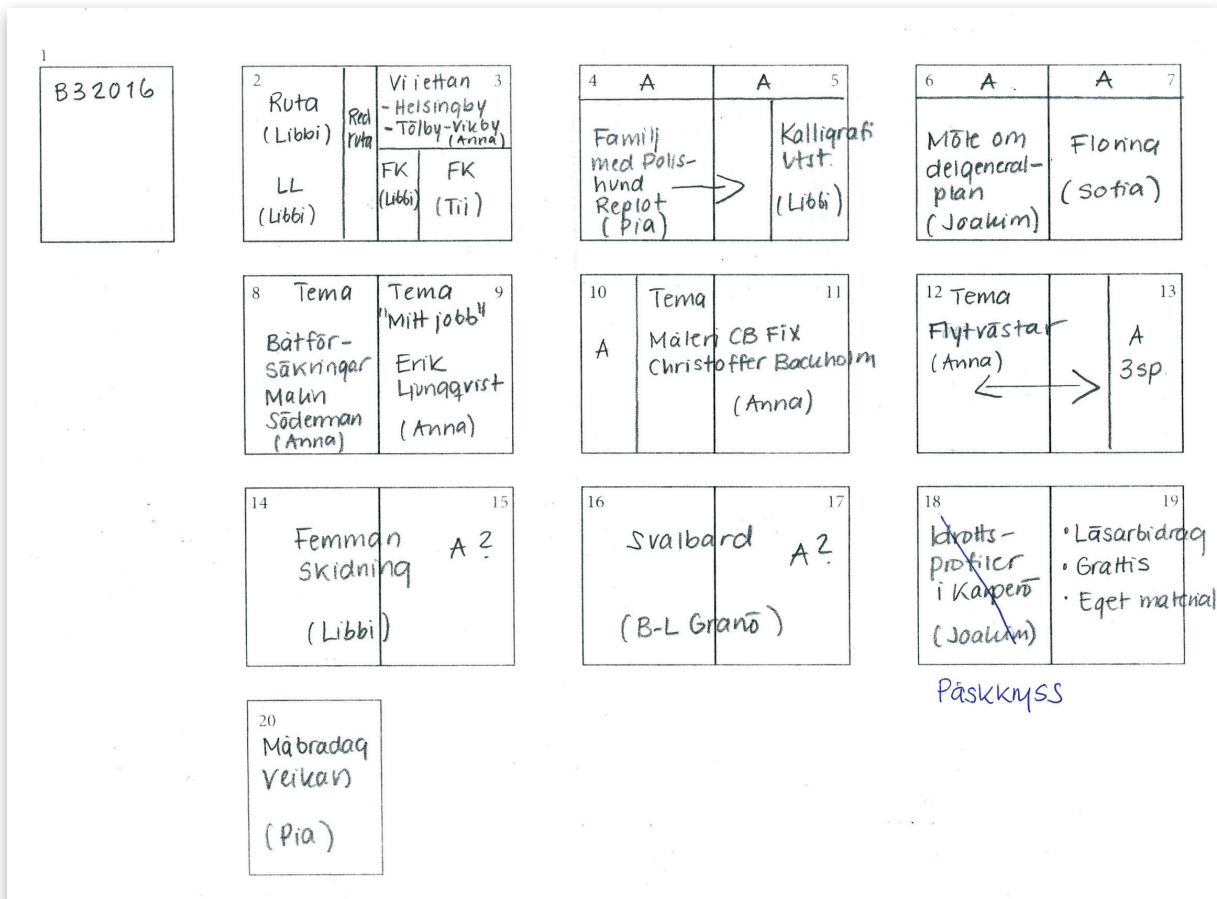 1
B32016
2
Ruta
(Libbi)
LL
(Libbi)
Red
ruta
3
Vi i ettan
- Helsingby
- Tölby-Vikby
(Anna)
FK
(Libbi)
FK
(Tii)
4
A
Familj
med Polis-
hund
Replot
(Pia)
A
5
Kalligrafi
Utst.
(Libbi)
6
A
Möte om
delgeneral-
plan
(Joakim)
A
7
Florina
(Sofia)
8
Tema
Båtför-
säkringar
Malin
Söderman
(Anna)
Tema
9
"Mitt jobb"
Erik
Ljungqvist
(Anna)
10
A
Tema
11
Måleri CB Fix
Christoffer Backholm
(Anna)
12 Tema
Flytvästar
(Anna)
13
A
3sp.
14
Femman
Skidning
(Libbi)
15
A?
16
Svalbard
(B-L Granö)
17
A?
18
Idrotts-
profiler
i Karperö
(Joakim)
19
• Läsarbidrag
• Grattis
• Eget material
Påskkryss
20
Måbradag
Veikars
(Pia)